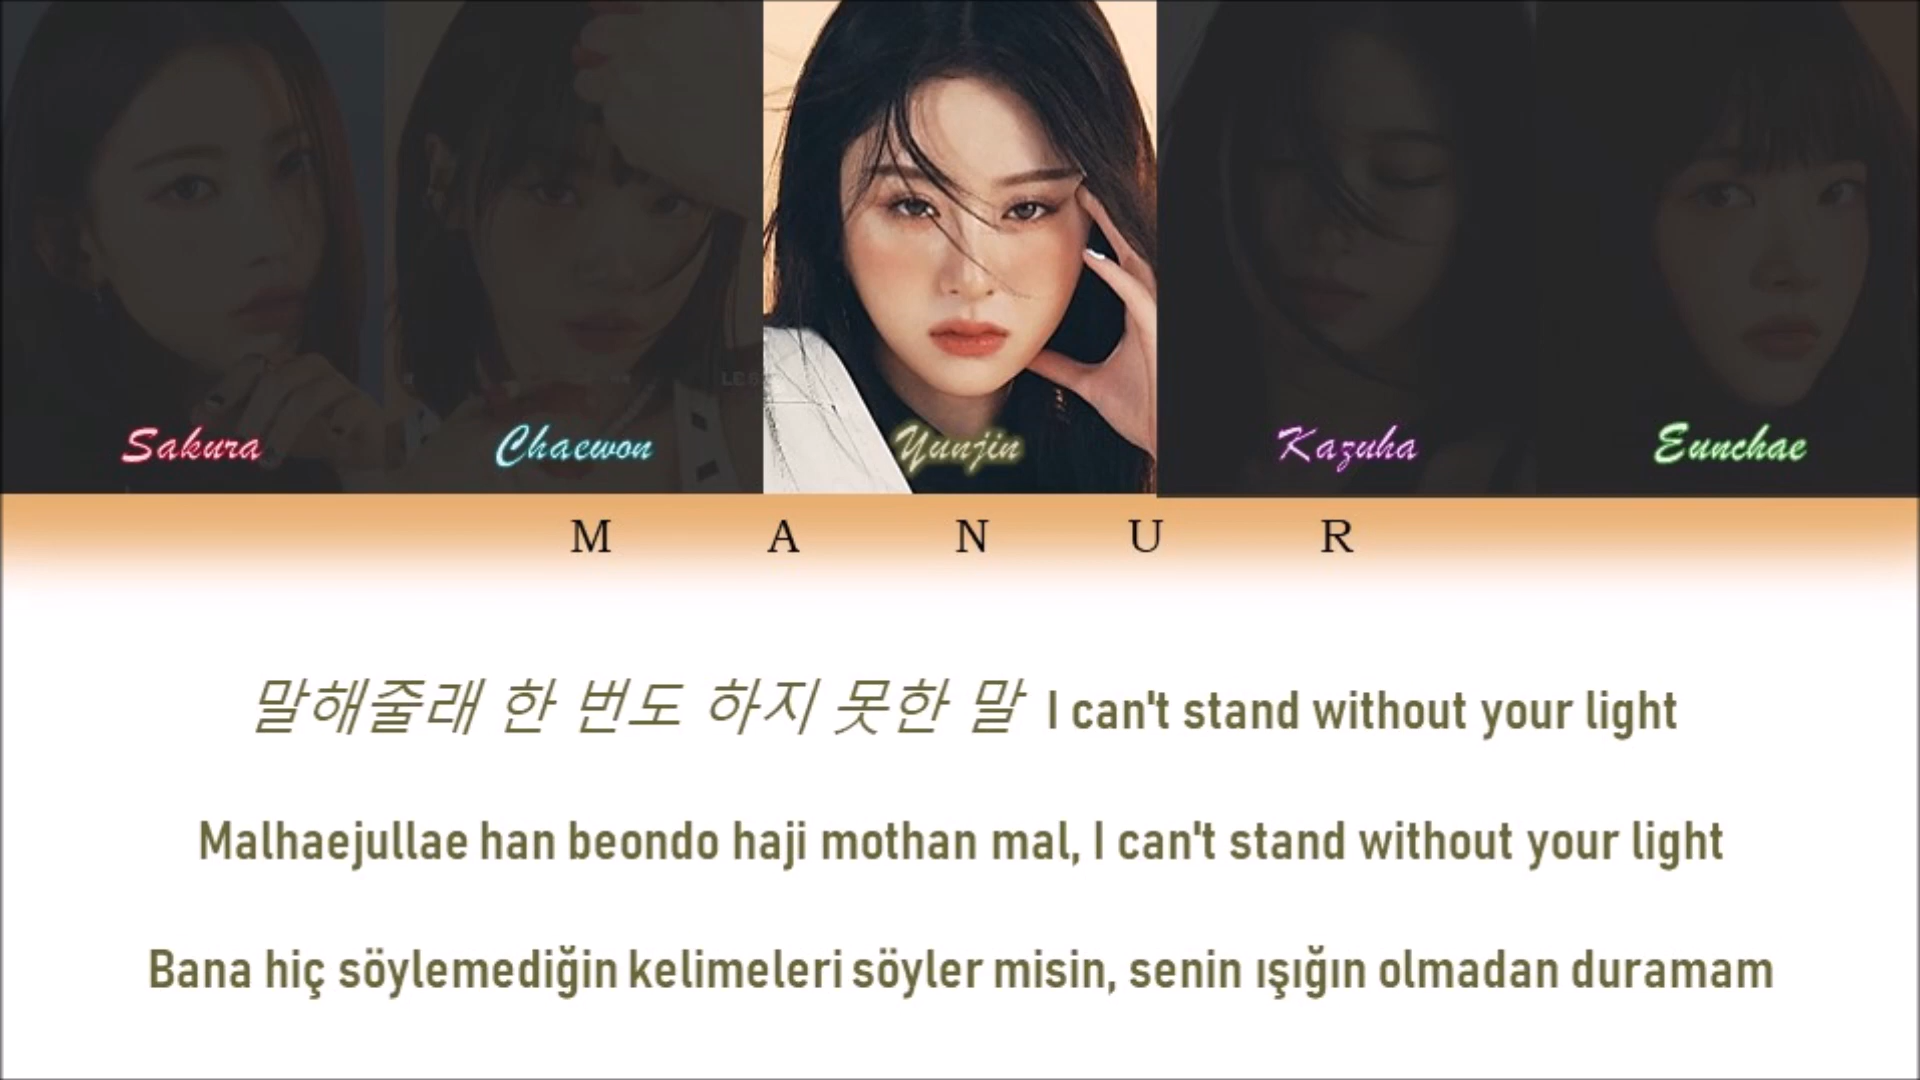 Sakura
Chaewon
Yunjin
Kazuha
Eunchae
M A N U R
말해줄래 한 번도 하지 못한 말 I can't stand without your light
Malhaejullae han beondo haji mothan mal, I can't stand without your light
Bana hiç söylemediğin kelimeleri söyler misin, senin ışığın olmadan duramam